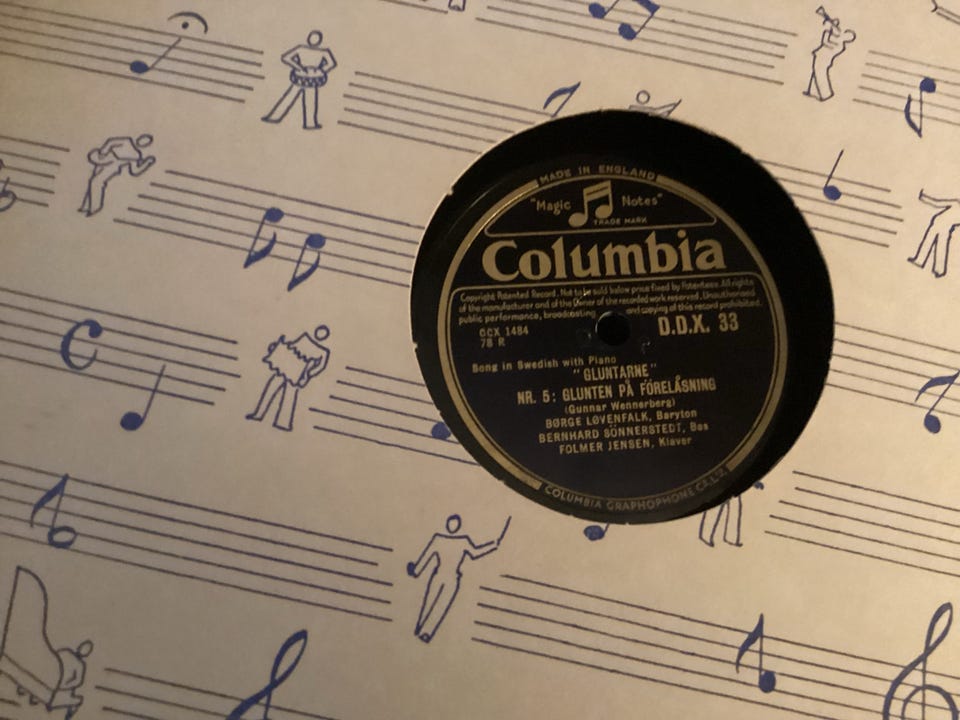 MADE IN ENGLAND
"Magic Notes"
TRADE MARK
Columbia
Copyright Patented Record. Not to be sold below price fixed by Patentees. All rights
of the manufacturer and of the Owner of the recorded work reserved. Unauthorised
public performance, broadcasting and copying of this record prohibited.
CCX 1484
78 R
D.D.X. 33
Song in Swedish with Piano
"GLUNTARNE"
NR. 5: GLUNTEN PÅ FÖRELÅSNING
(Gunnar Wennerberg)
BØRGE LØVENFALK, Baryton
BERNHARD SÖNNERSTEDT, Bas
FOLMER JENSEN, Klaver
COLUMBIA GRAPHOPHONE CO. LTD.